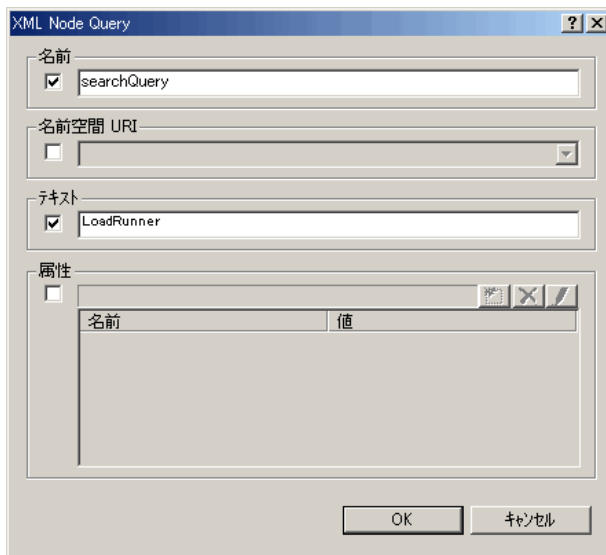 XML Node Query
名前
searchQuery
名前空間 URI
テキスト
LoadRunner
属性
名前
値
OK
キャンセル